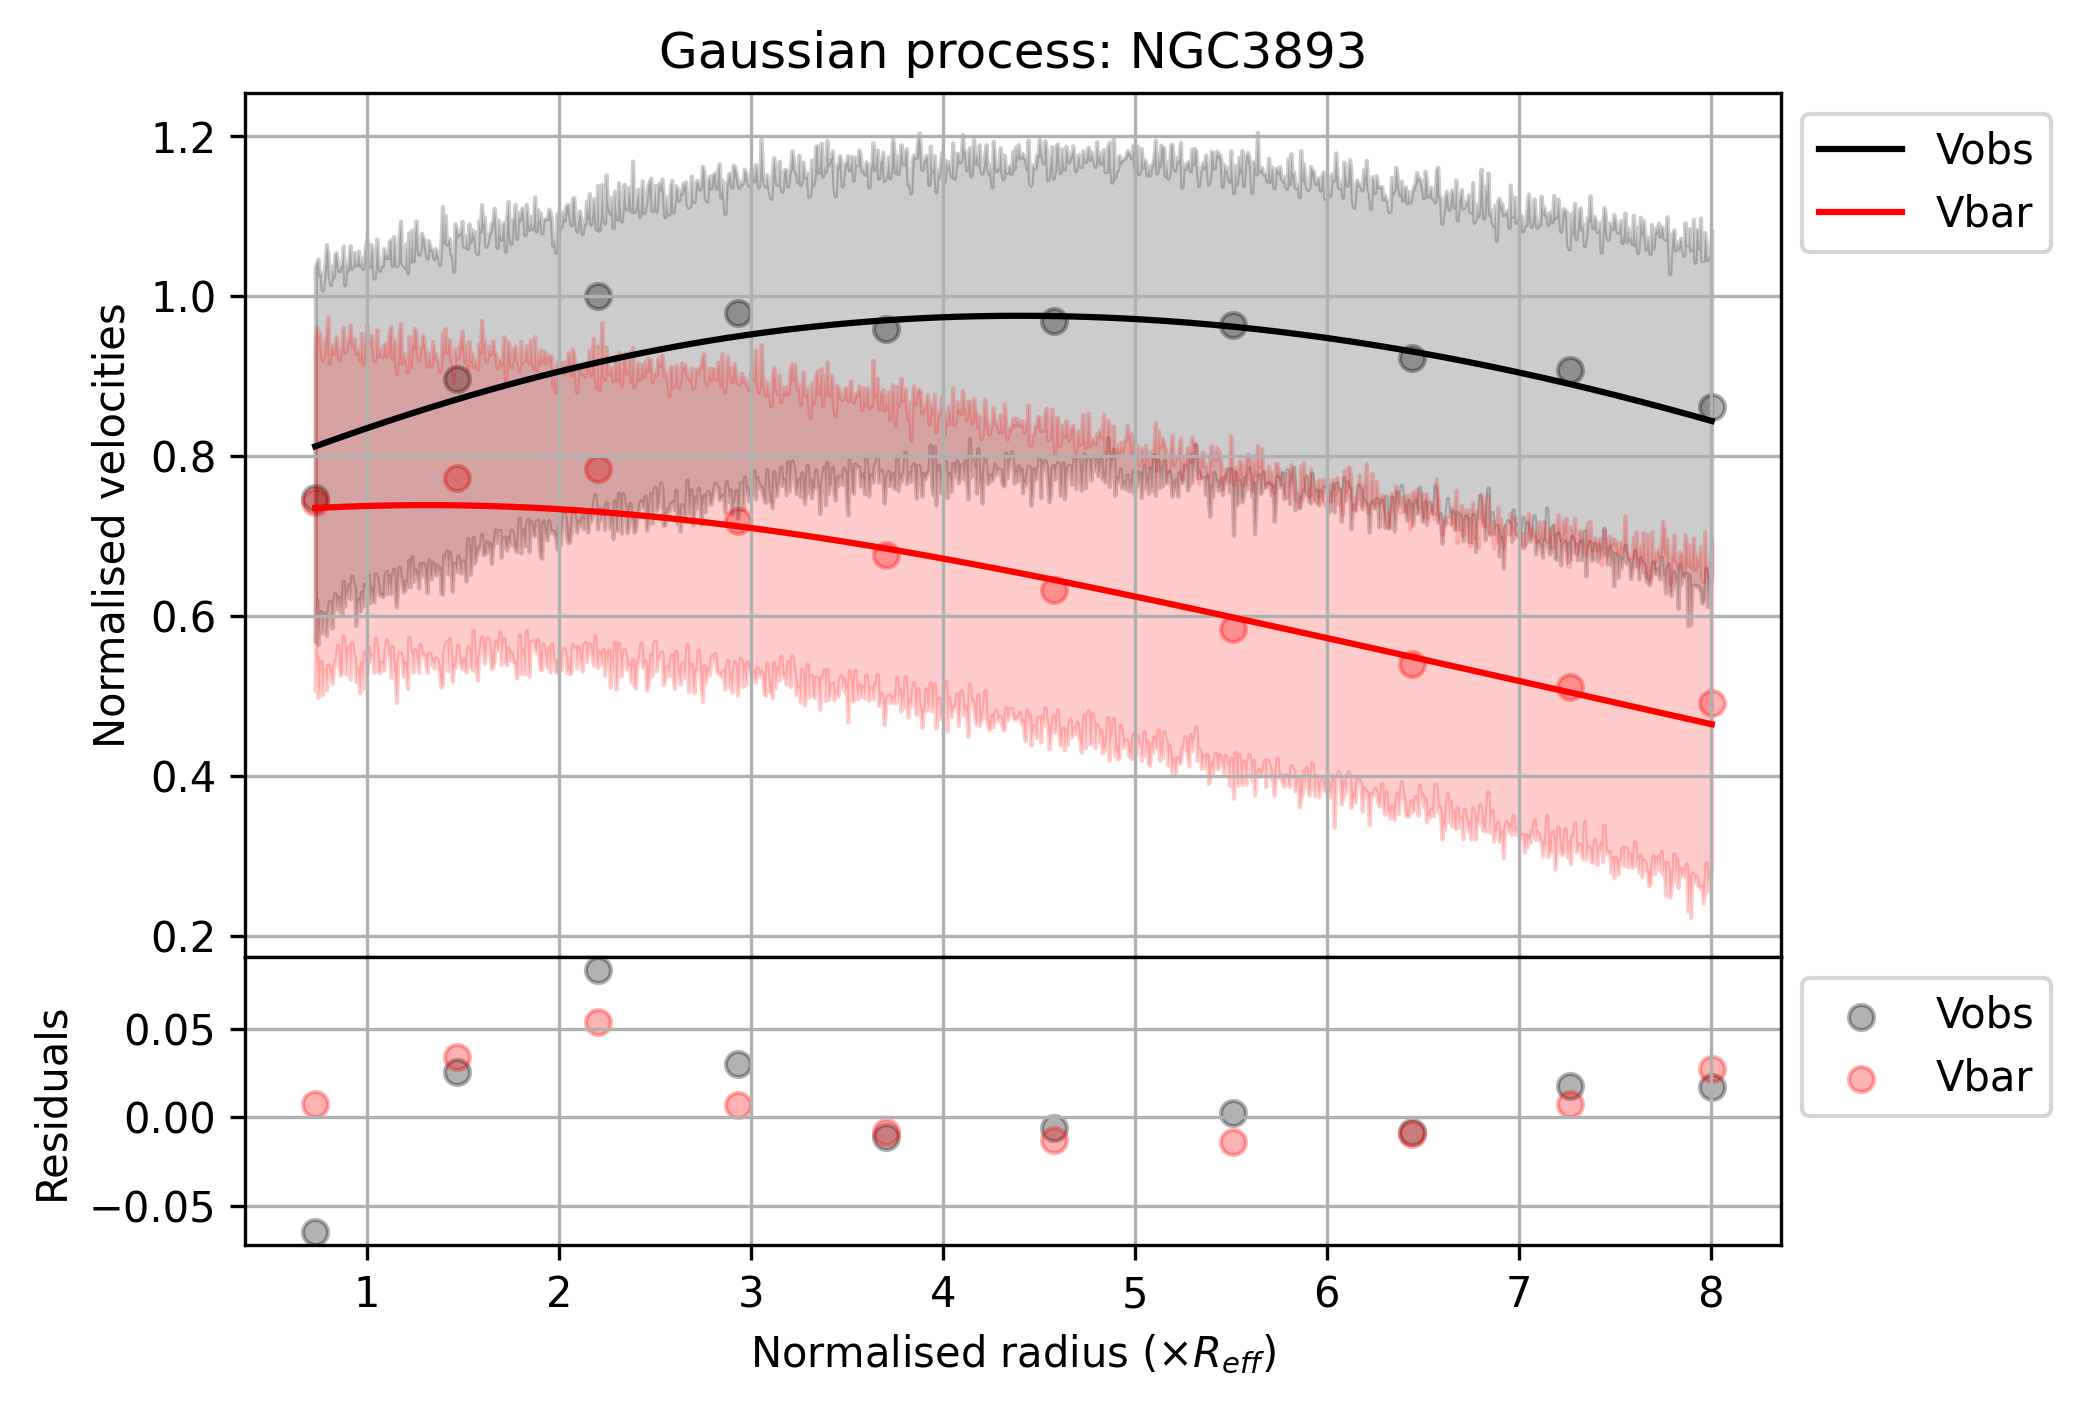 Gaussian process: NGC3893
Normalised velocities
1.2
1.0
0.8
0.6
0.4
0.2
Vobs
Vbar
Residuals
0.05
0.00
−0.05
Vobs
Vbar
1 2 3 4 5 6 7 8
Normalised radius (×R_eff)